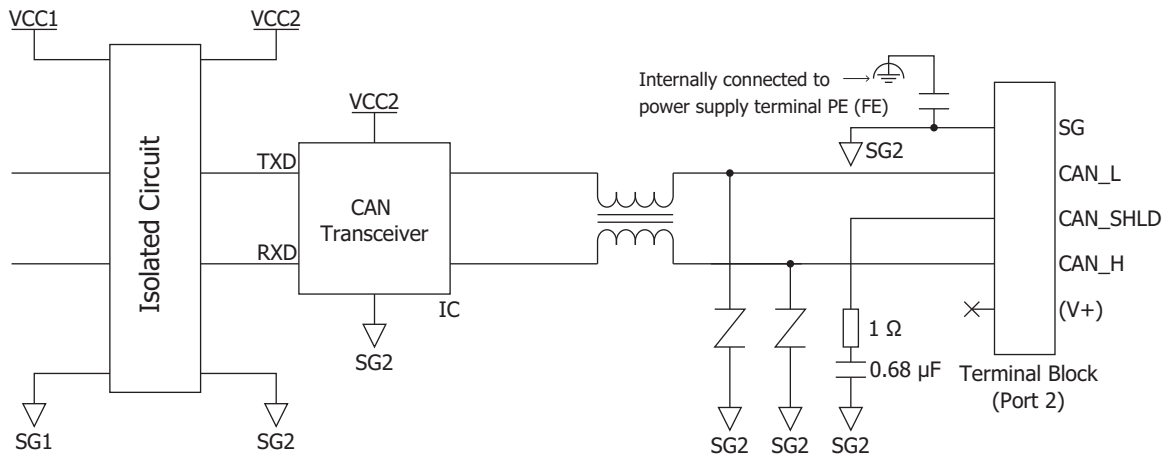 VCC1
VCC2
Isolated Circuit
TXD
RXD
SG1
SG2
VCC2
CAN
Transceiver
IC
SG2
Internally connected to
power supply terminal PE (FE)
SG2
SG
CAN_L
CAN_SHLD
CAN_H
(V+)
1 Ω
0.68 µF
SG2
SG2
SG2
Terminal Block
(Port 2)